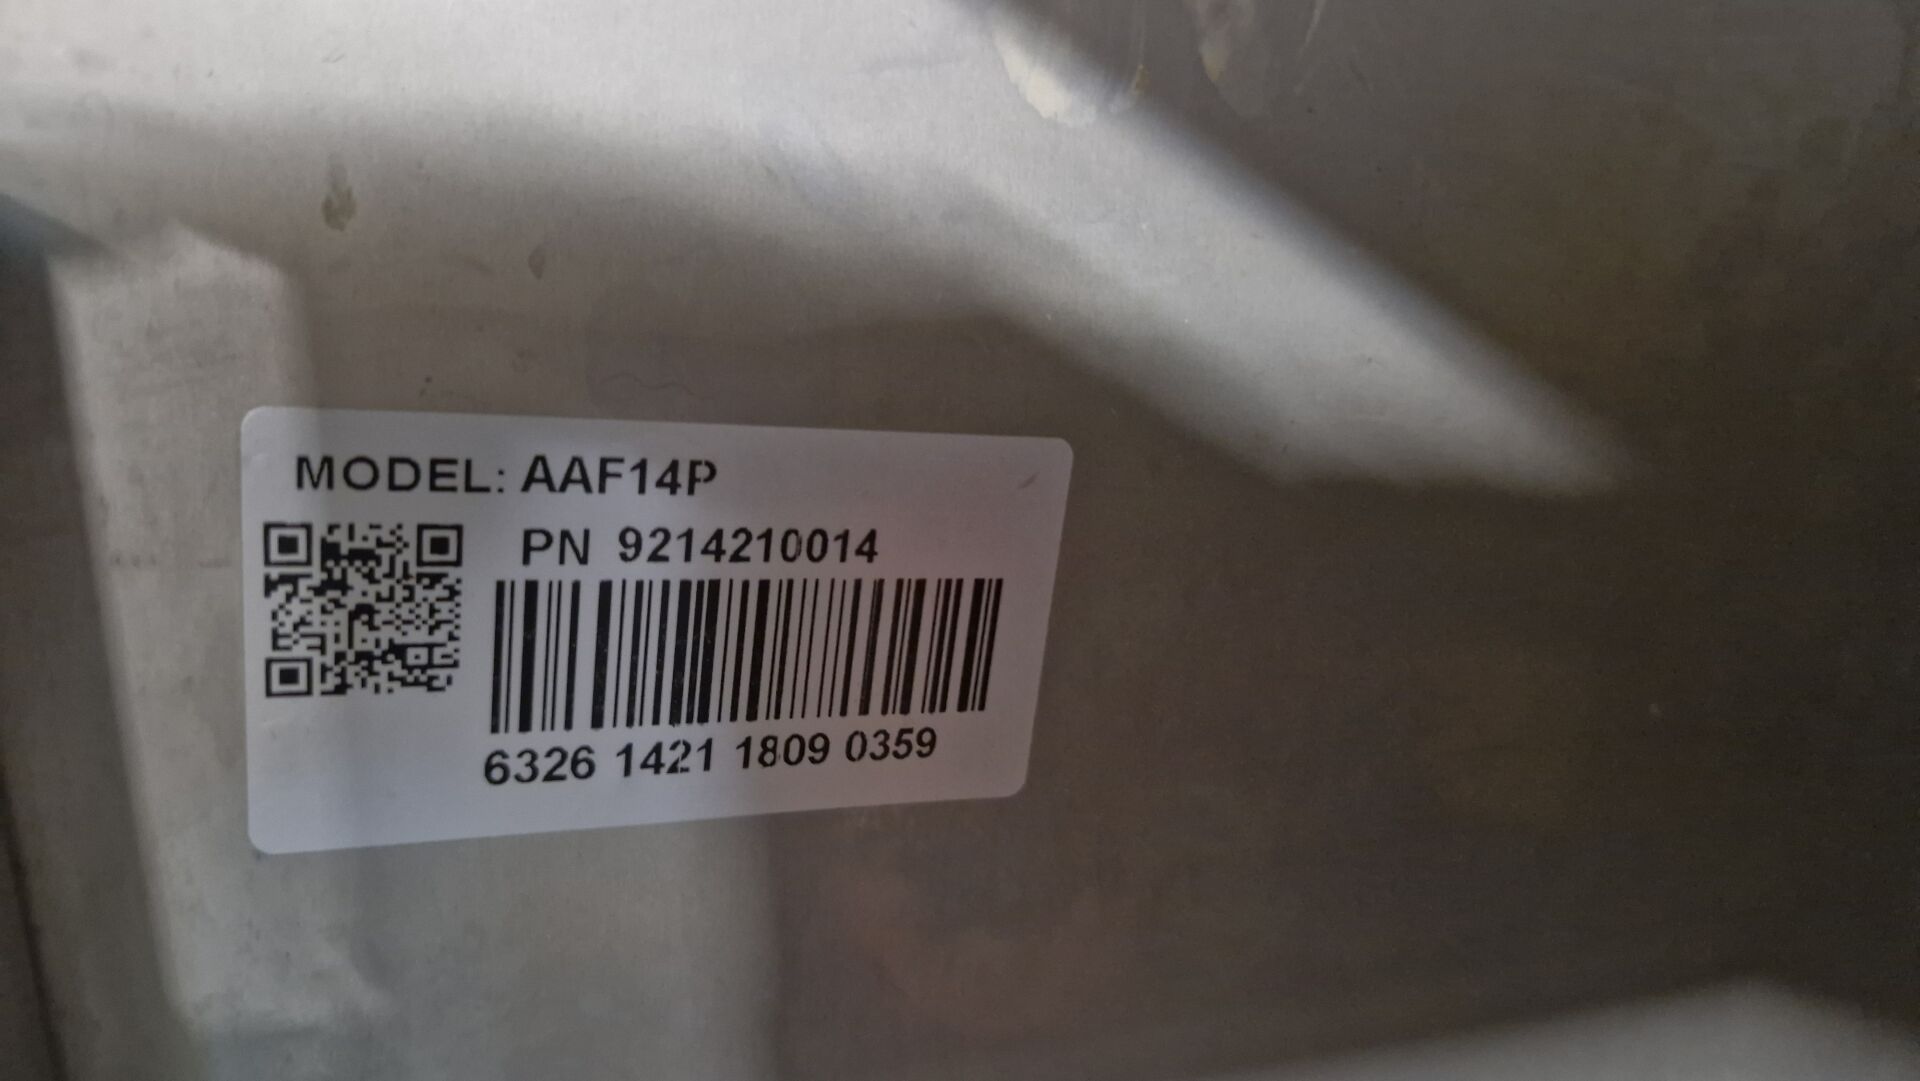 MODEL: AAF14P
PN 9214210014
6326 1421 1809 0359